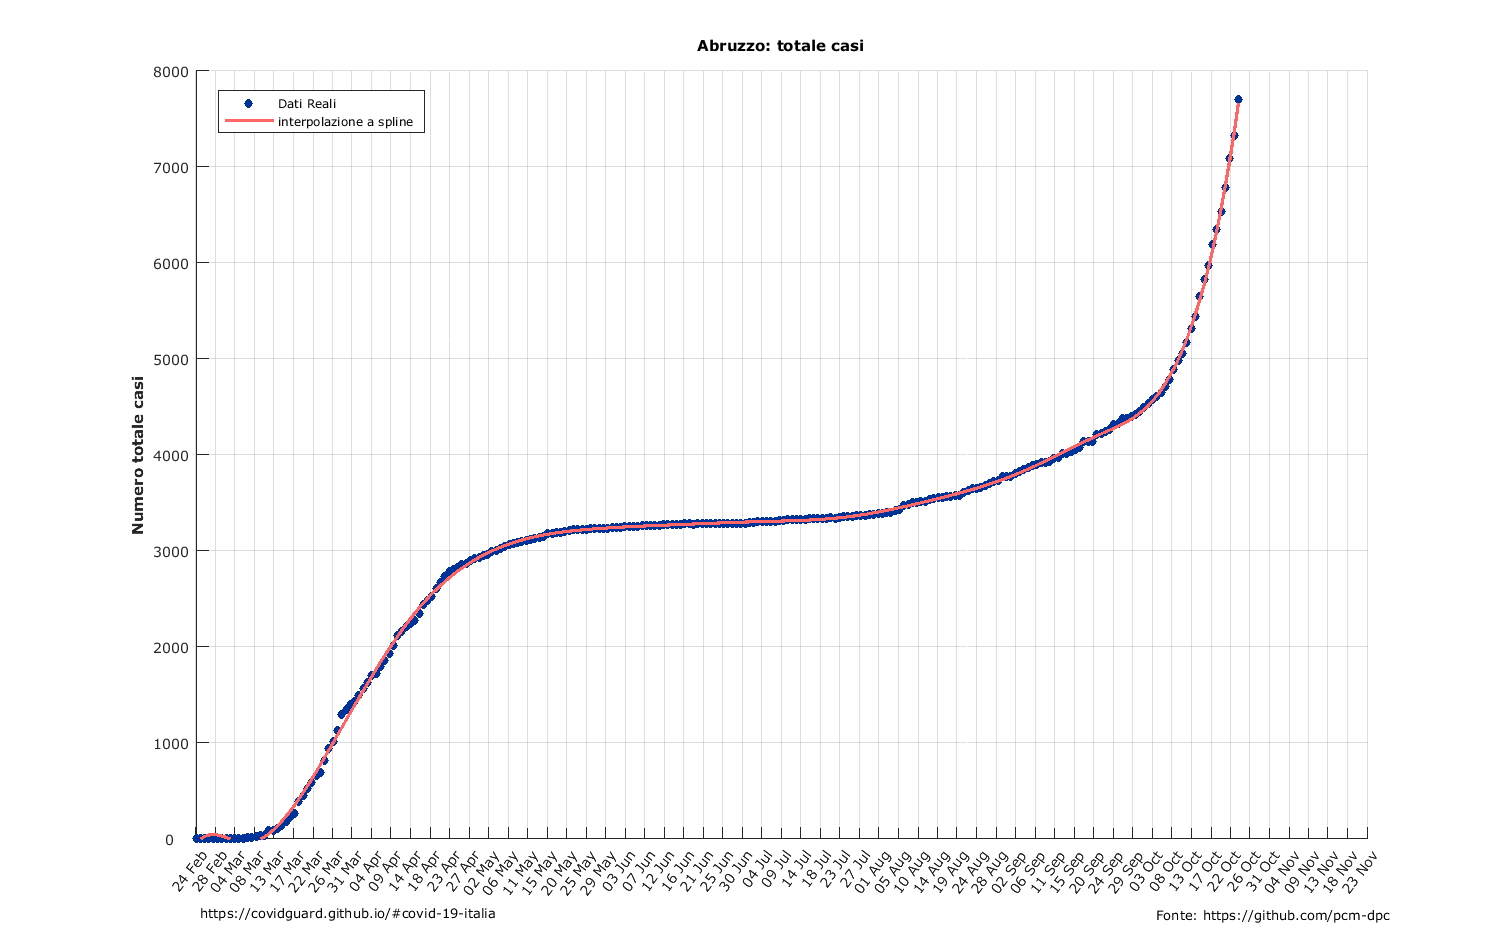 Abruzzo: totale casi
8000
7000
6000
5000
4000
3000
2000
1000
0
Numero totale casi
Dati Reali
interpolazione a spline
24 Feb
28 Feb
04 Mar
08 Mar
13 Mar
17 Mar
22 Mar
26 Mar
31 Mar
04 Apr
09 Apr
14 Apr
18 Apr
23 Apr
27 Apr
02 May
06 May
11 May
15 May
20 May
25 May
29 May
03 Jun
07 Jun
12 Jun
16 Jun
21 Jun
25 Jun
30 Jun
04 Jul
09 Jul
14 Jul
18 Jul
23 Jul
27 Jul
01 Aug
05 Aug
10 Aug
14 Aug
19 Aug
24 Aug
28 Aug
02 Sep
06 Sep
11 Sep
15 Sep
20 Sep
24 Sep
29 Sep
03 Oct
08 Oct
13 Oct
17 Oct
22 Oct
26 Oct
31 Oct
04 Nov
09 Nov
13 Nov
18 Nov
23 Nov
https://covidguard.github.io/#covid-19-italia
Fonte: https://github.com/pcm-dpc